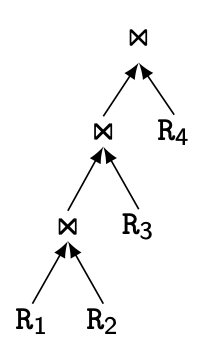 ⋈
⋈ R₄
⋈ R₃
R₁ R₂